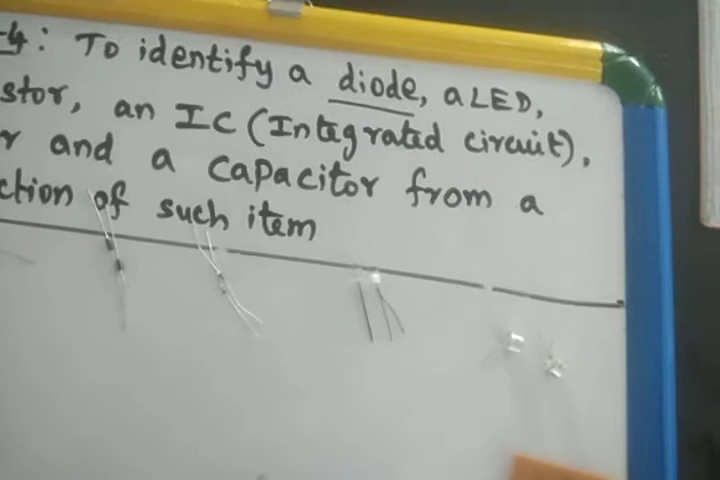 -4: To identify a diode, a LED,
stor, an IC (Integrated circuit),
r and a capacitor from a
ction of such item